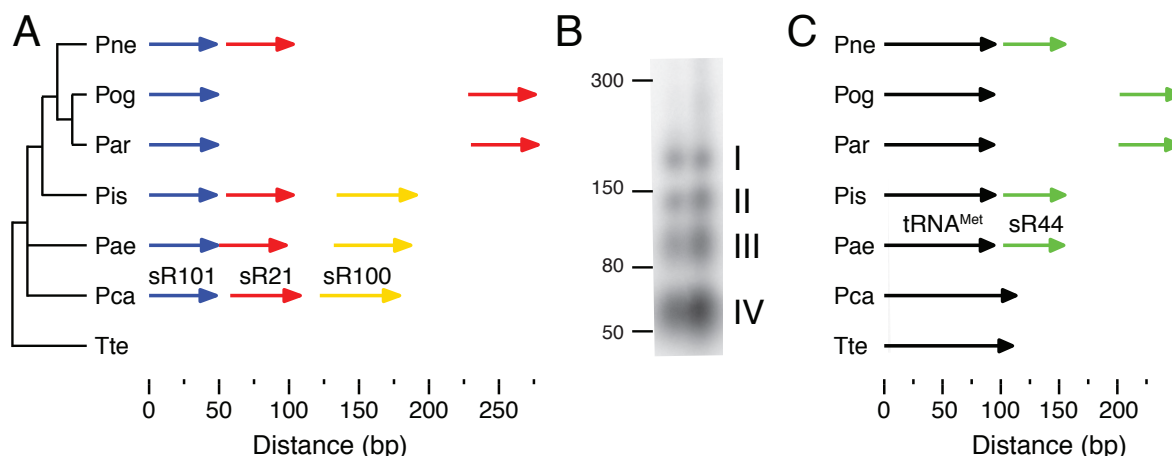 A
Pne
Pog
Par
Pis
Pae
sR101 sR21 sR100
Pca
Tte
0 50 100 150 200 250
Distance (bp)
B
300
150
80
50
I
II
III
IV
C
Pne
Pog
Par
Pis
tRNAMet sR44
Pae
Pca
Tte
0 50 100 150 200
Distance (bp)